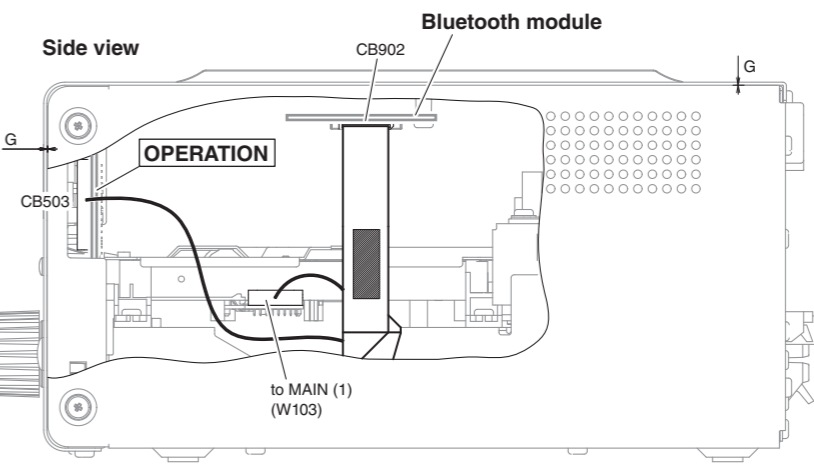 Bluetooth module
Side view
CB902
G
G
OPERATION
CB503
to MAIN (1)
(W103)